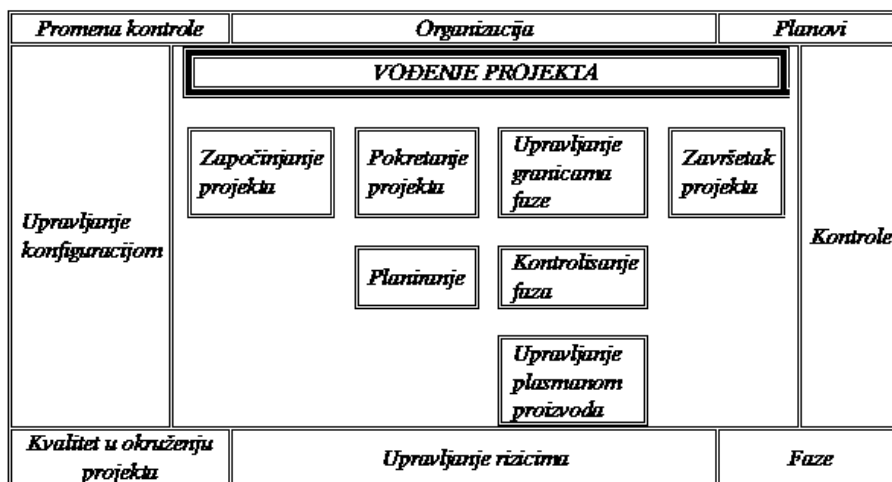 Promena kontrole
Organizacija
Planovi
VOĐENJE PROJEKTA
Započinjanje
projekta
Pokretanje
projekta
Upravljanje
granicama
faze
Završetak
projekta
Upravljanje
konfiguracijom
Kontrole
Planiranje
Kontrolisanje
faza
Upravljanje
plasmanom
proizvoda
Kvalitet u okruženju
projekta
Upravljanje rizicima
Faze